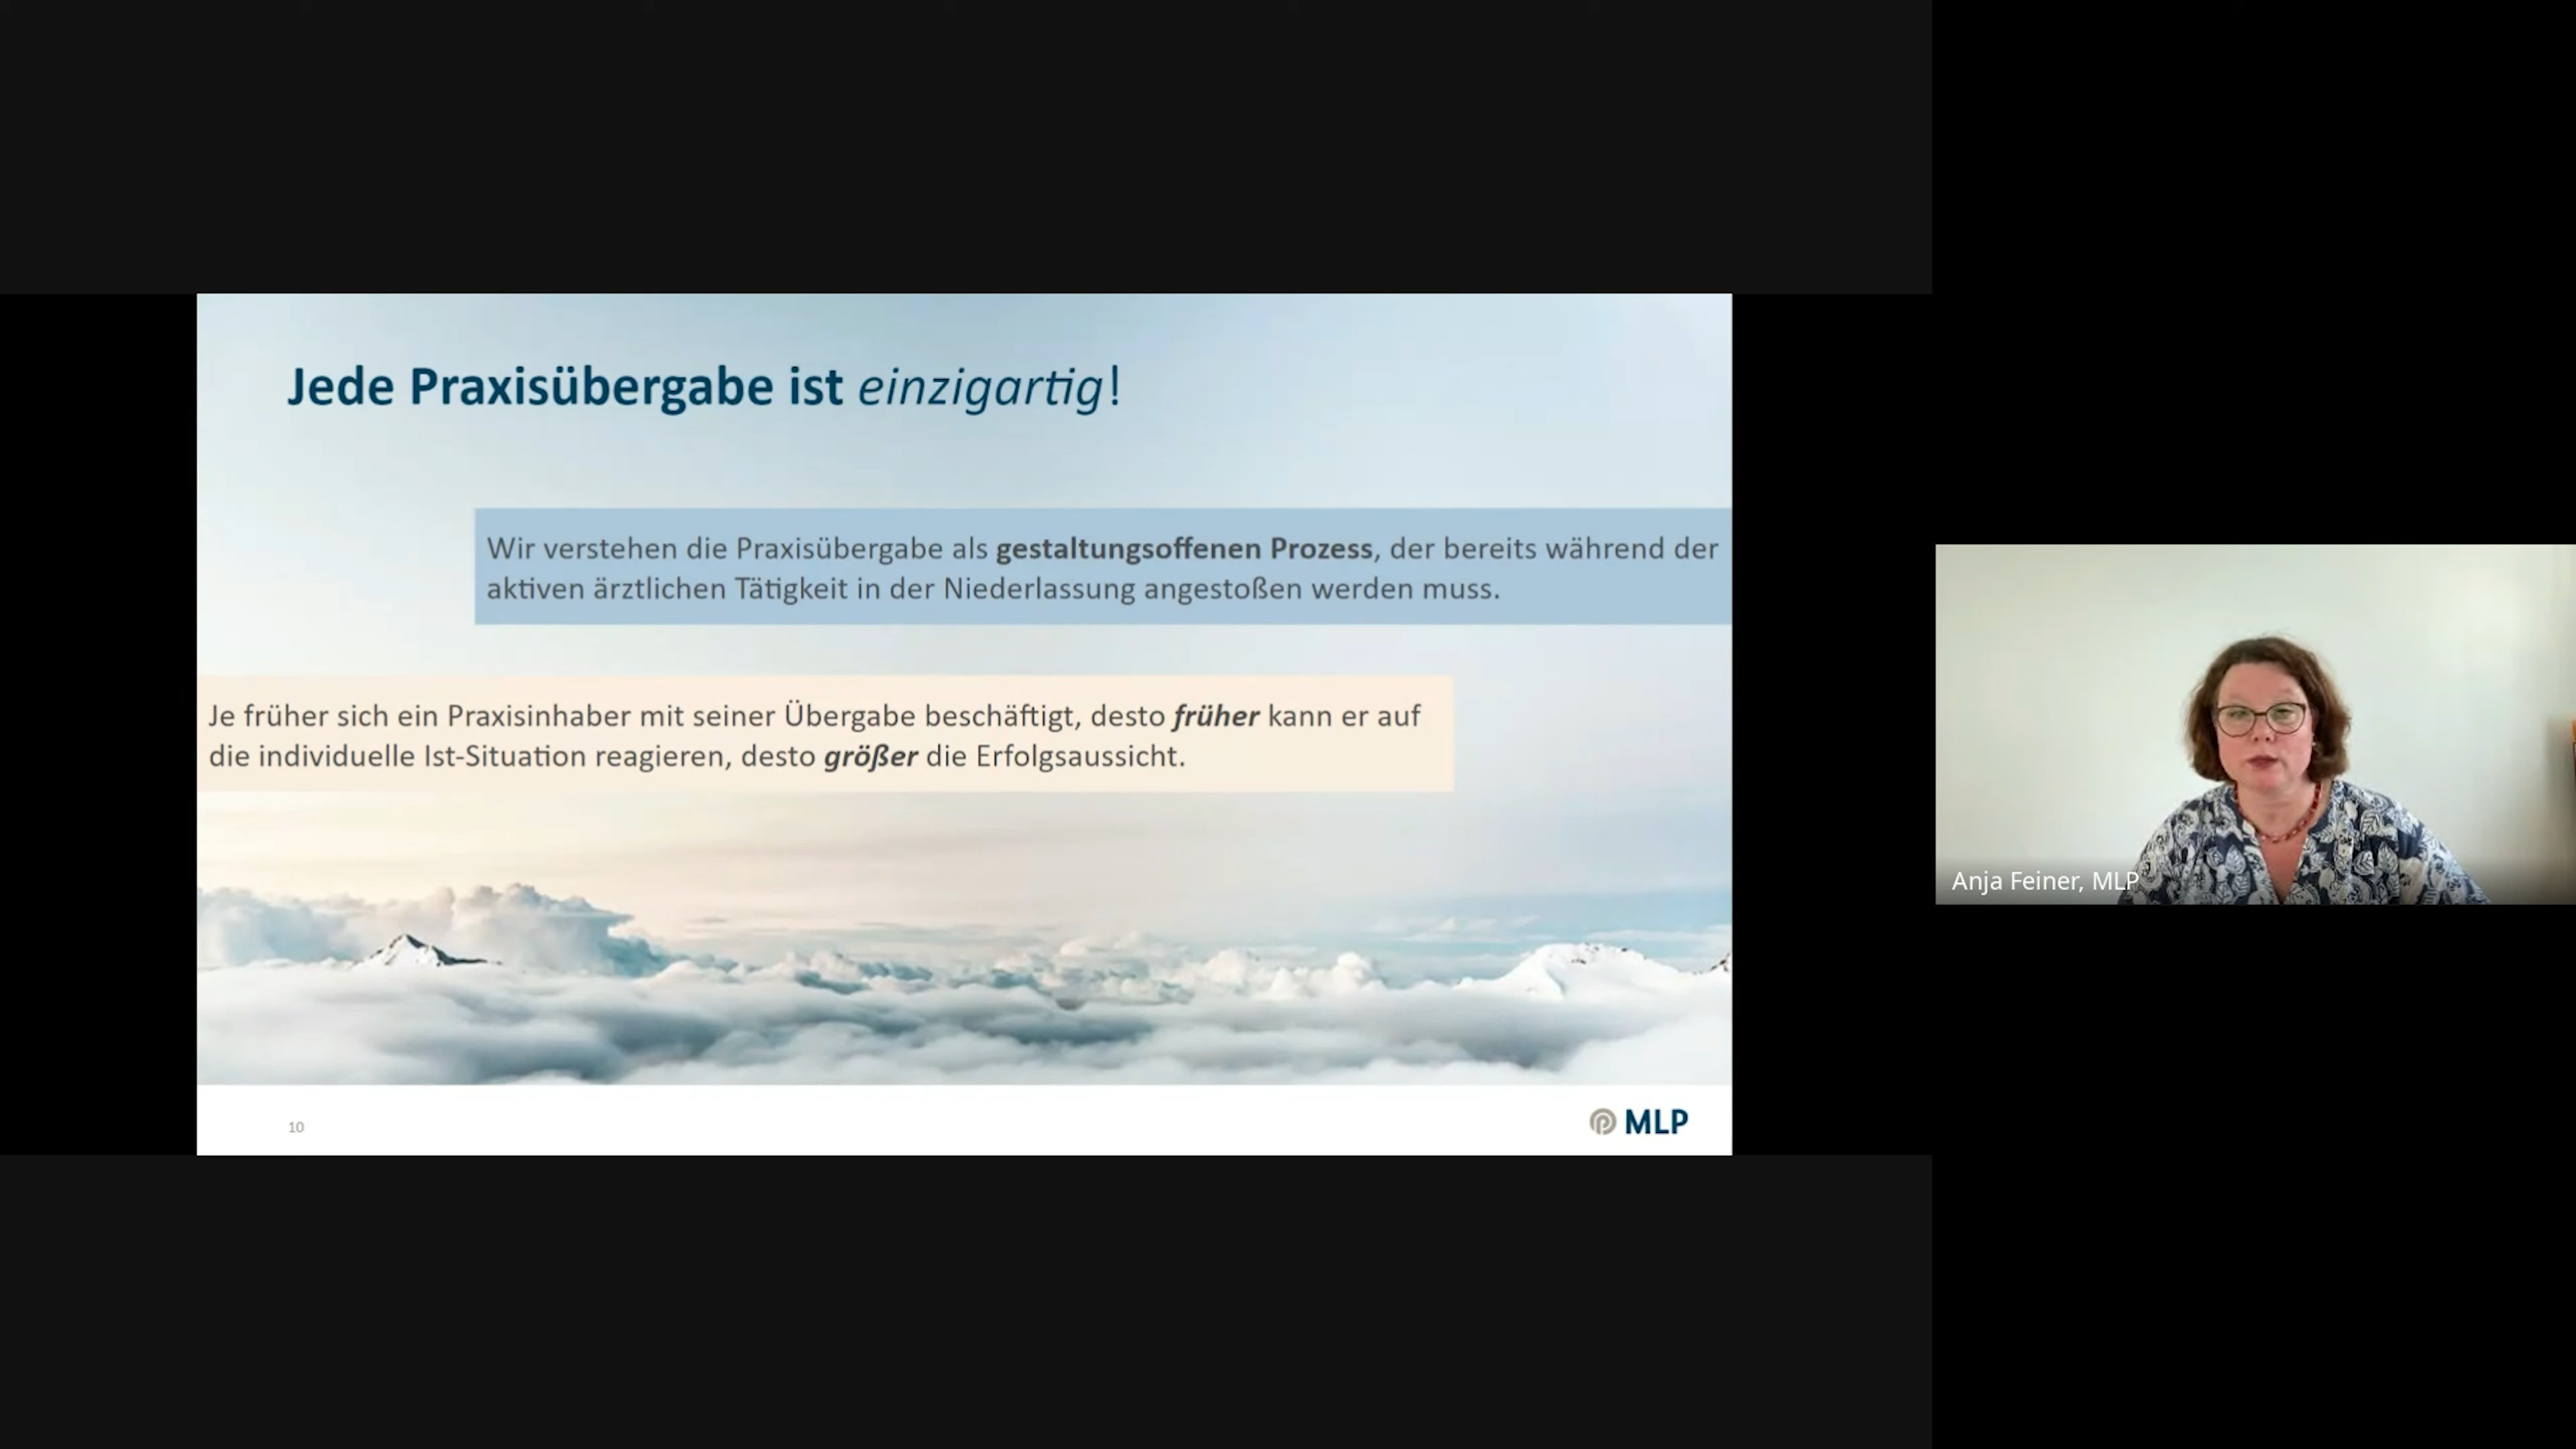 Jede Praxisübergabe ist einzigartig!
Wir verstehen die Praxisübergabe als gestaltungsoffenen Prozess, der bereits während der
aktiven ärztlichen Tätigkeit in der Niederlassung angestoßen werden muss.
Je früher sich ein Praxisinhaber mit seiner Übergabe beschäftigt, desto früher kann er auf
die individuelle Ist-Situation reagieren, desto größer die Erfolgsaussicht.
Anja Feiner, MLP
10
MLP